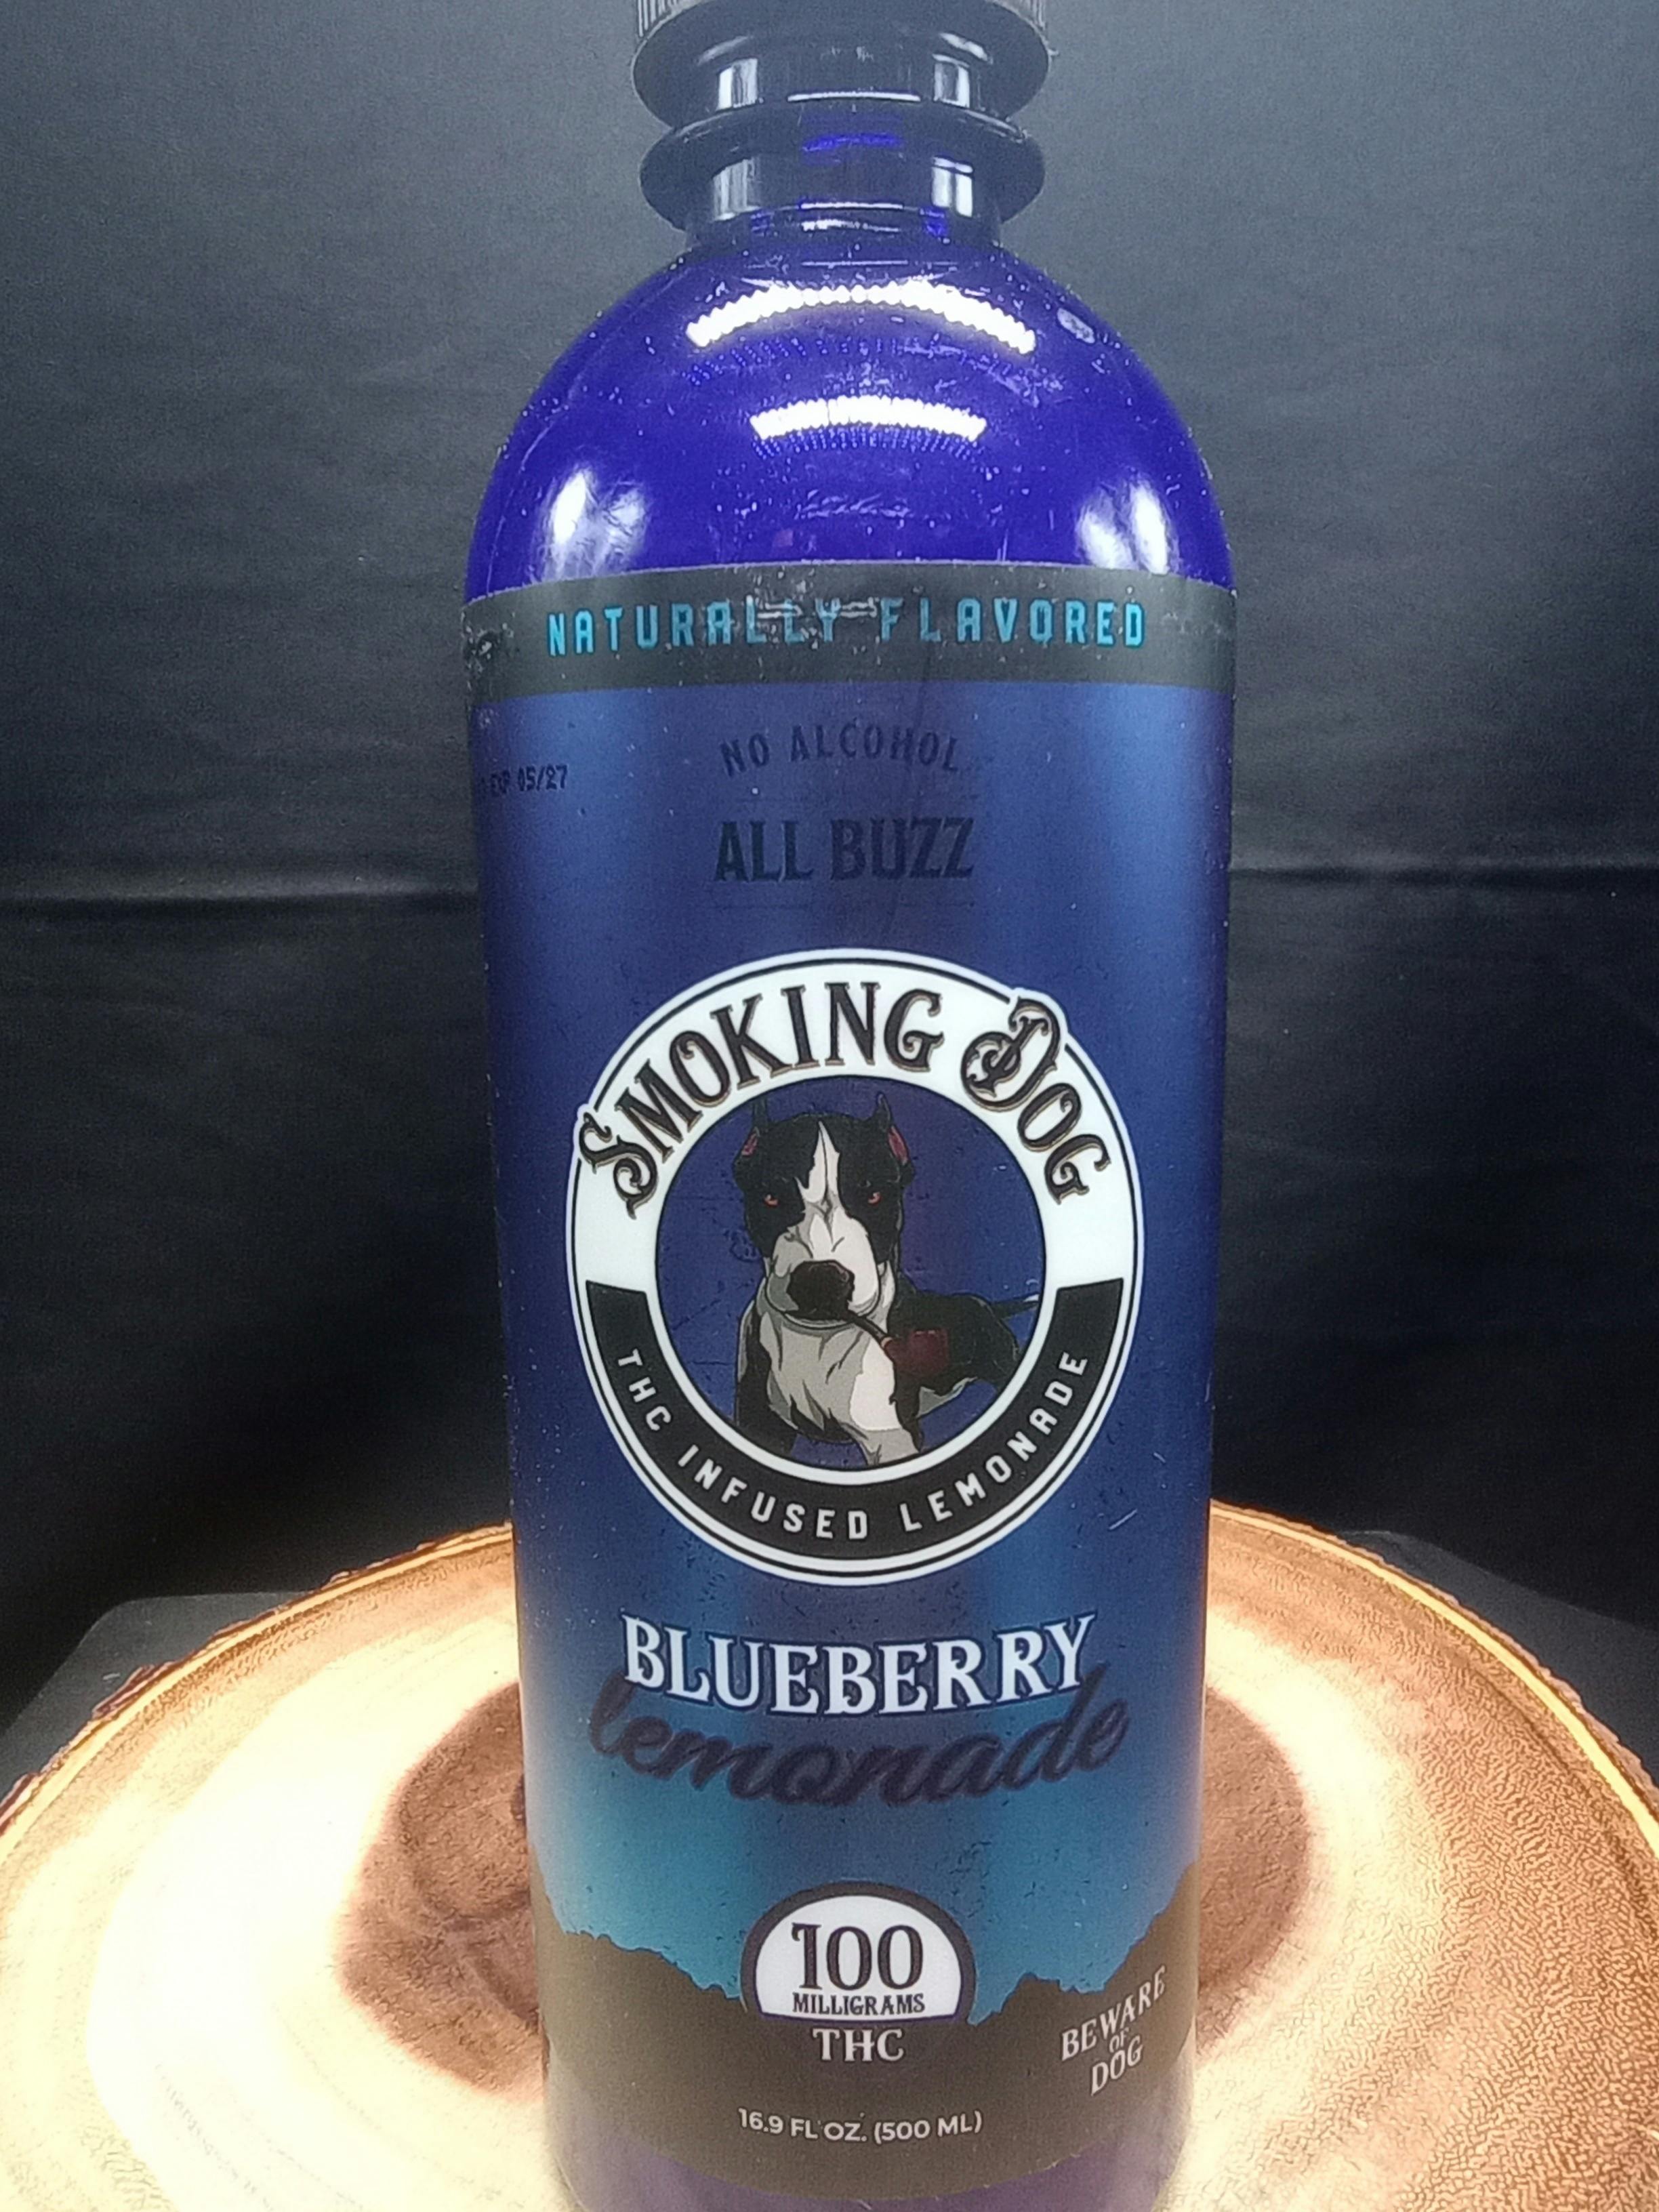 NATURALLY FLAVORED
NO ALCOHOL
EXP 05/27
ALL BUZZ
SMOKING DOG
THC INFUSED LEMONADE
BLUEBERRY
lemonade
100
MILLIGRAMS
THC
BEWARE
OF
DOG
16.9 FL OZ. (500 ML)